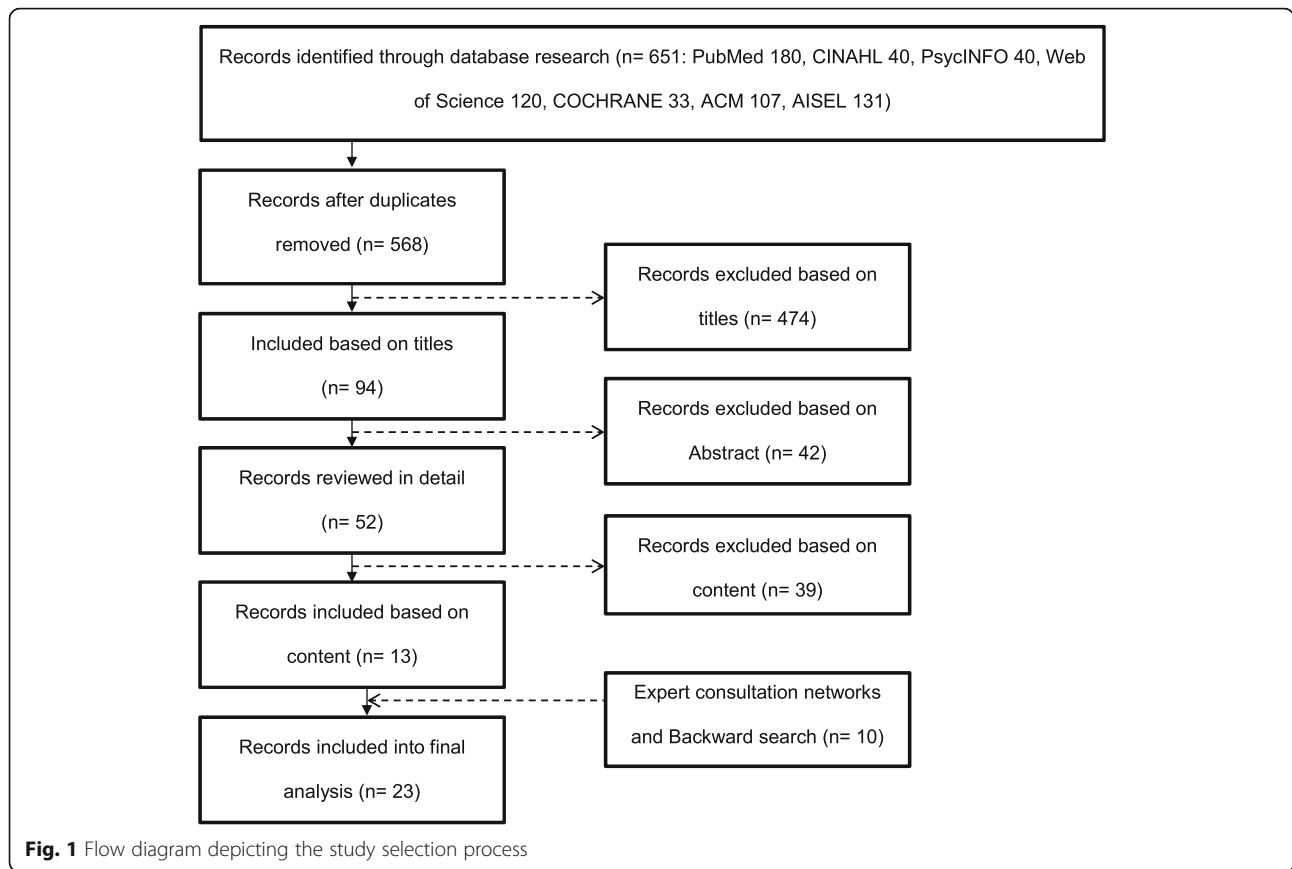 Records identified through database research (n= 651: PubMed 180, CINAHL 40, PsycINFO 40, Web
of Science 120, COCHRANE 33, ACM 107, AISEL 131)
Records after duplicates
removed (n= 568)
Records excluded based on
titles (n= 474)
Included based on titles
(n= 94)
Records excluded based on
Abstract (n= 42)
Records reviewed in detail
(n= 52)
Records excluded based on
content (n= 39)
Records included based on
content (n= 13)
Expert consultation networks
and Backward search (n= 10)
Records included into final
analysis (n= 23)
Fig. 1 Flow diagram depicting the study selection process